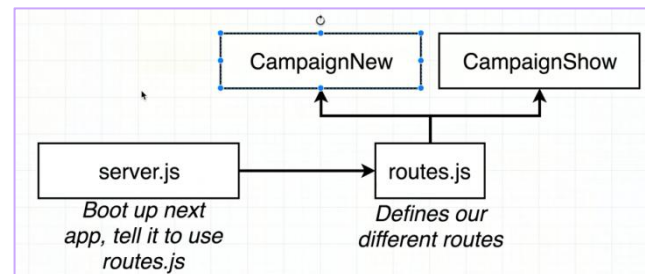 CampaignNew
CampaignShow
server.js
routes.js
Boot up next
app, tell it to use
routes.js
Defines our
different routes